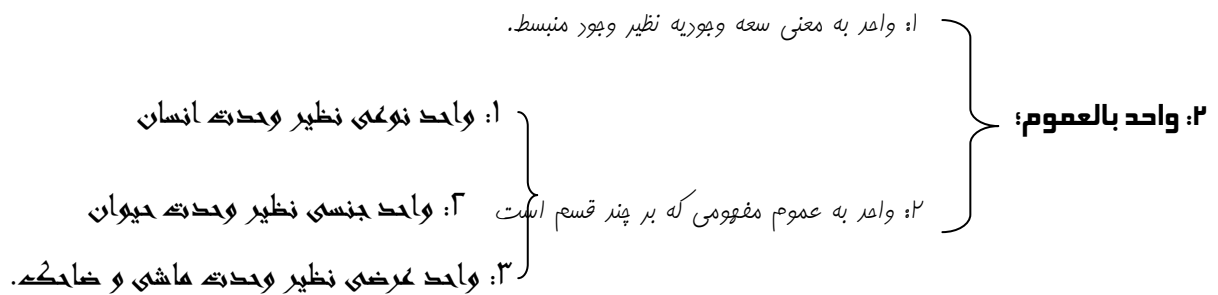 ۲: واحد بالعموم؛
۱: واحد به معنی سعه وجودیه نظیر وجود منبسط.
۲: واحد به عموم مفهومی که بر چند قسم است
۱: واحد نوعی نظیر وحدت انسان
۲: واحد جنسی نظیر وحدت حیوان
۳: واحد عرضی نظیر وحدت ماشی و ضاحک.